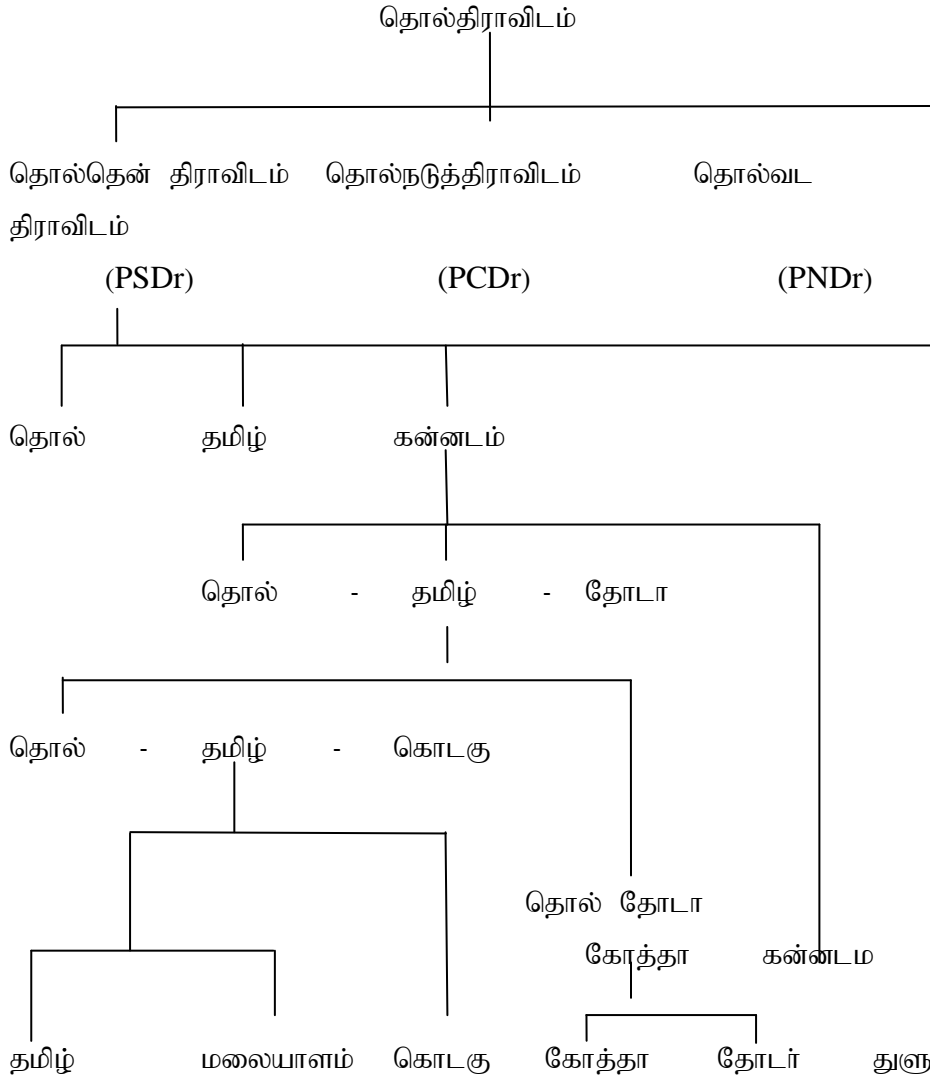 தொல்திராவிடம்
தொல்தென் திராவிடம் தொல்நடுத்திராவிடம் தொல்வட
திராவிடம்
(PSDr) (PCDr) (PNDr)
தொல் தமிழ் கன்னடம்
தொல் - தமிழ் - தோடா
தொல் - தமிழ் - கொடகு
தொல் தோடா
கோத்தா கன்னடம
தமிழ் மலையாளம் கொடகு கோத்தா தோடர் துளு